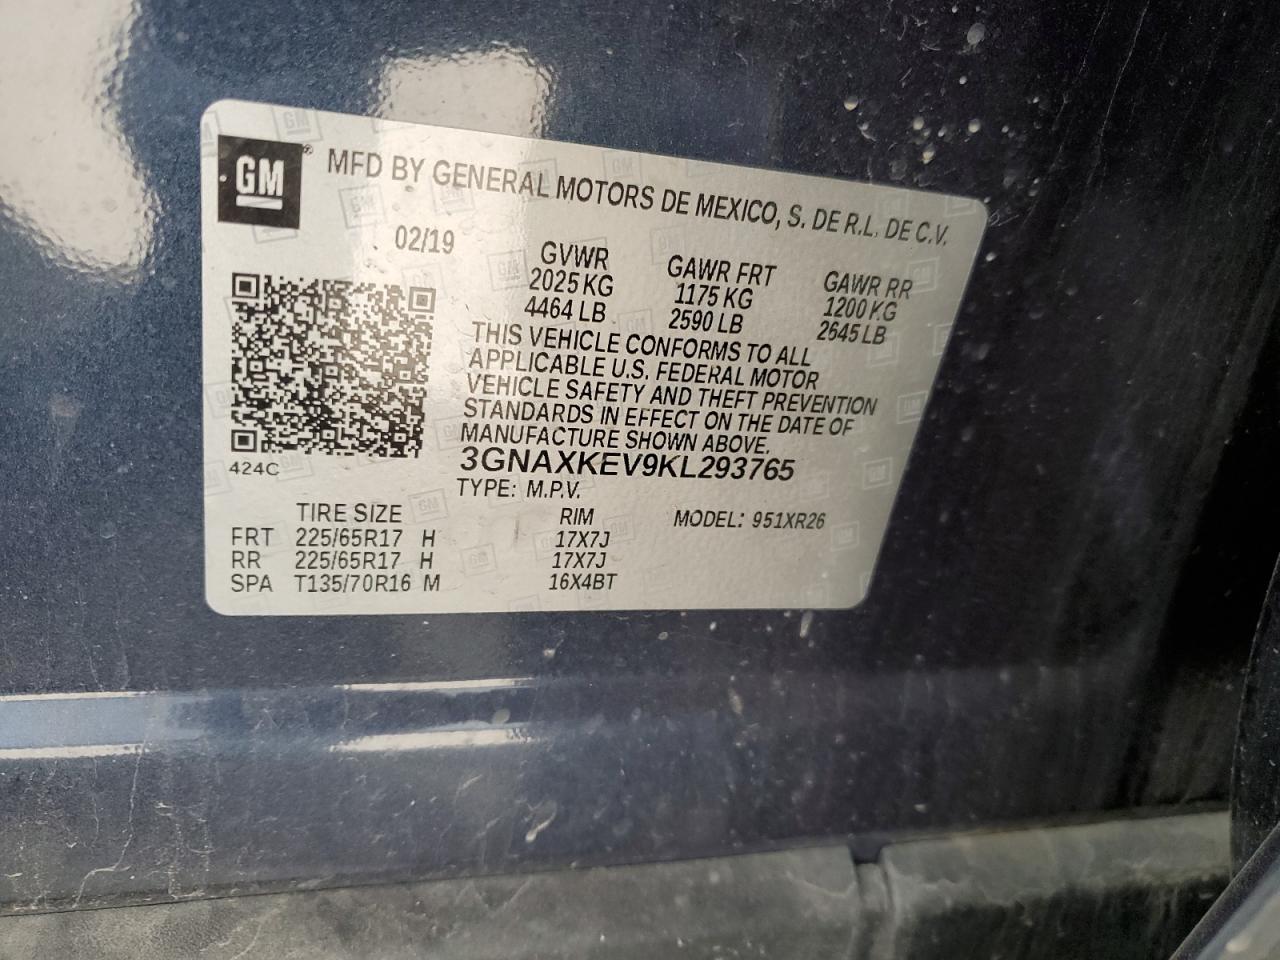 GM ® MFD BY GENERAL MOTORS DE MEXICO, S. DE R.L. DE C.V.
02/19
GVWR GAWR FRT GAWR RR
2025 KG 1175 KG 1200 KG
4464 LB 2590 LB 2645 LB
THIS VEHICLE CONFORMS TO ALL
APPLICABLE U.S. FEDERAL MOTOR
VEHICLE SAFETY AND THEFT PREVENTION
STANDARDS IN EFFECT ON THE DATE OF
MANUFACTURE SHOWN ABOVE.
424C 3GNAXKEV9KL293765
TYPE: M.P.V.
TIRE SIZE RIM MODEL: 951XR26
FRT 225/65R17 H 17X7J
RR 225/65R17 H 17X7J
SPA T135/70R16 M 16X4BT